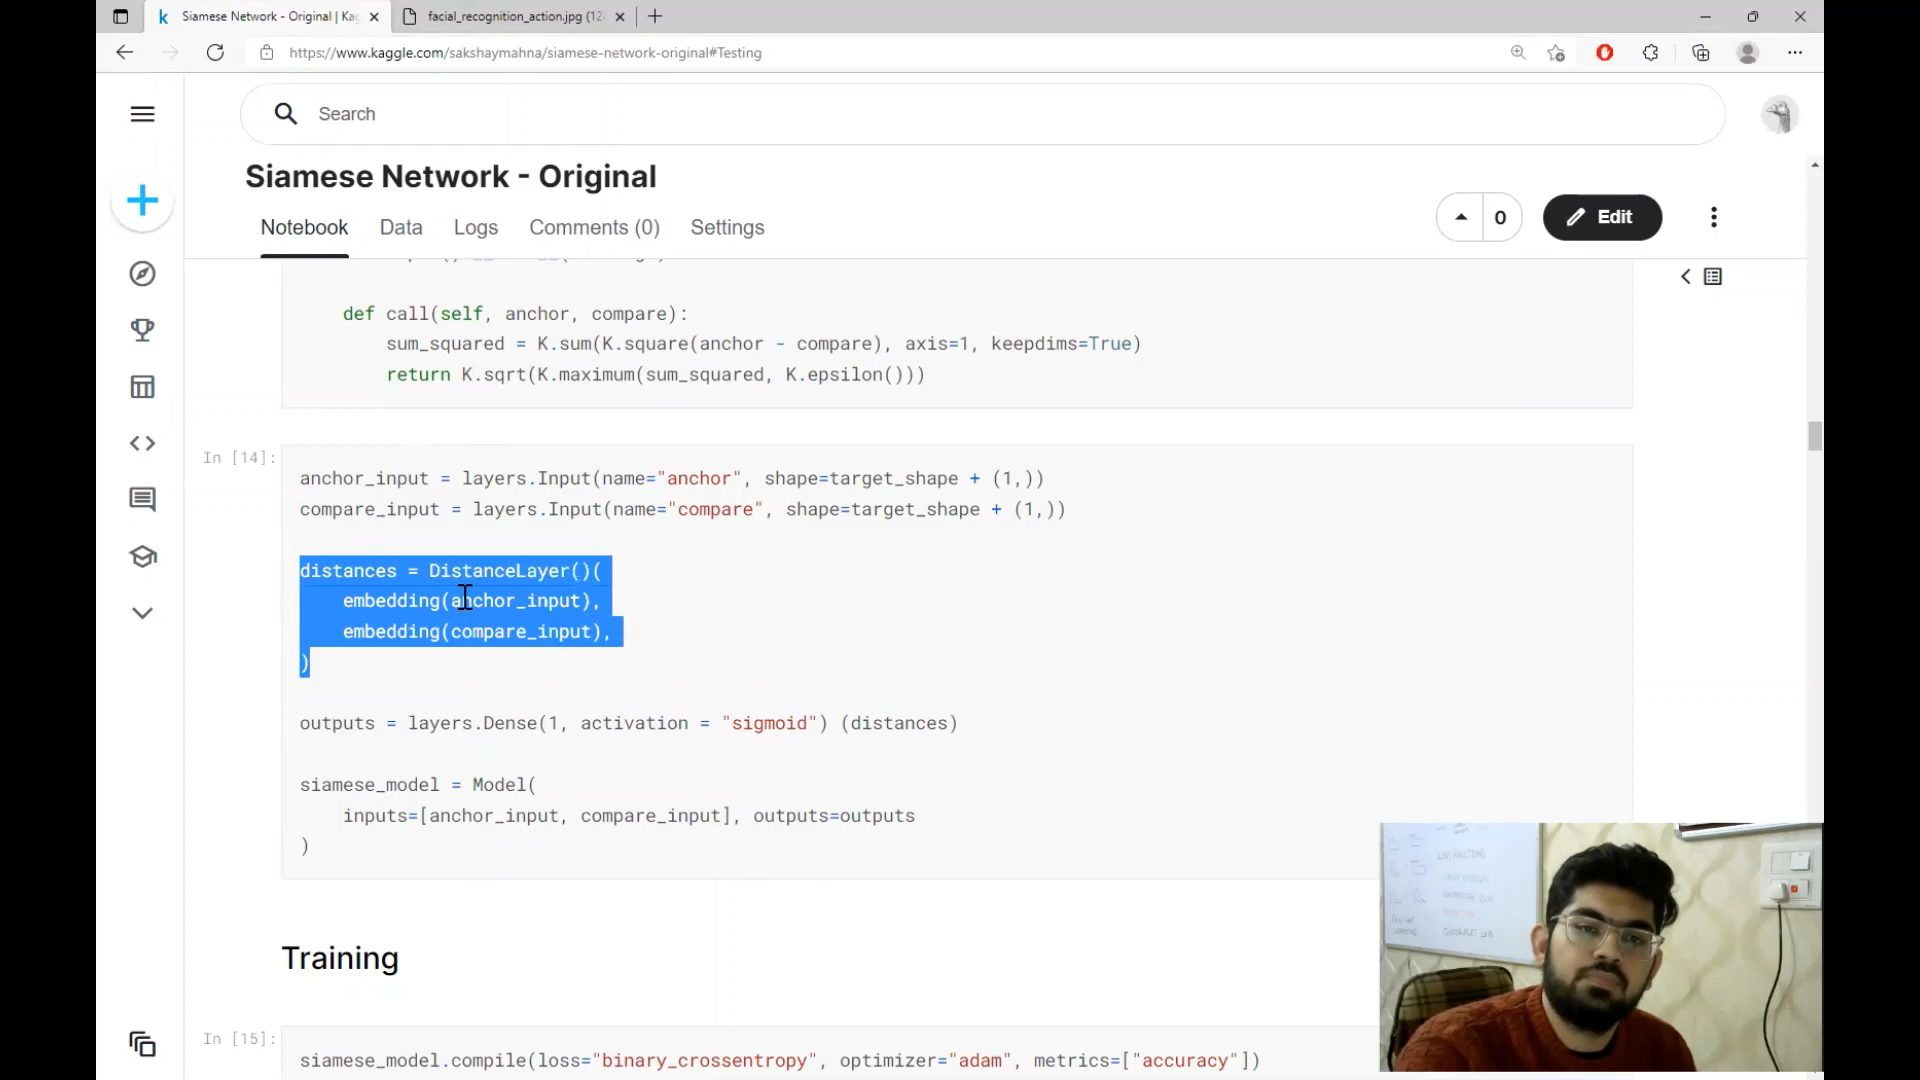 Siamese Network - Original | Kag
facial_recognition_action.jpg (12
https://www.kaggle.com/sakshaymahna/siamese-network-original#Testing
Search
Siamese Network - Original
Notebook
Data
Logs
Comments (0)
Settings
0
Edit
def call(self, anchor, compare):
sum_squared = K.sum(K.square(anchor - compare), axis=1, keepdims=True)
return K.sqrt(K.maximum(sum_squared, K.epsilon()))
In [14]:
anchor_input = layers.Input(name="anchor", shape=target_shape + (1,))
compare_input = layers.Input(name="compare", shape=target_shape + (1,))
distances = DistanceLayer()(
embedding(anchor_input),
embedding(compare_input),
)
outputs = layers.Dense(1, activation = "sigmoid") (distances)
siamese_model = Model(
inputs=[anchor_input, compare_input], outputs=outputs
)
LOSS FUNCTIONS
Training
In [15]:
siamese_model.compile(loss="binary_crossentropy", optimizer="adam", metrics=["accuracy"])